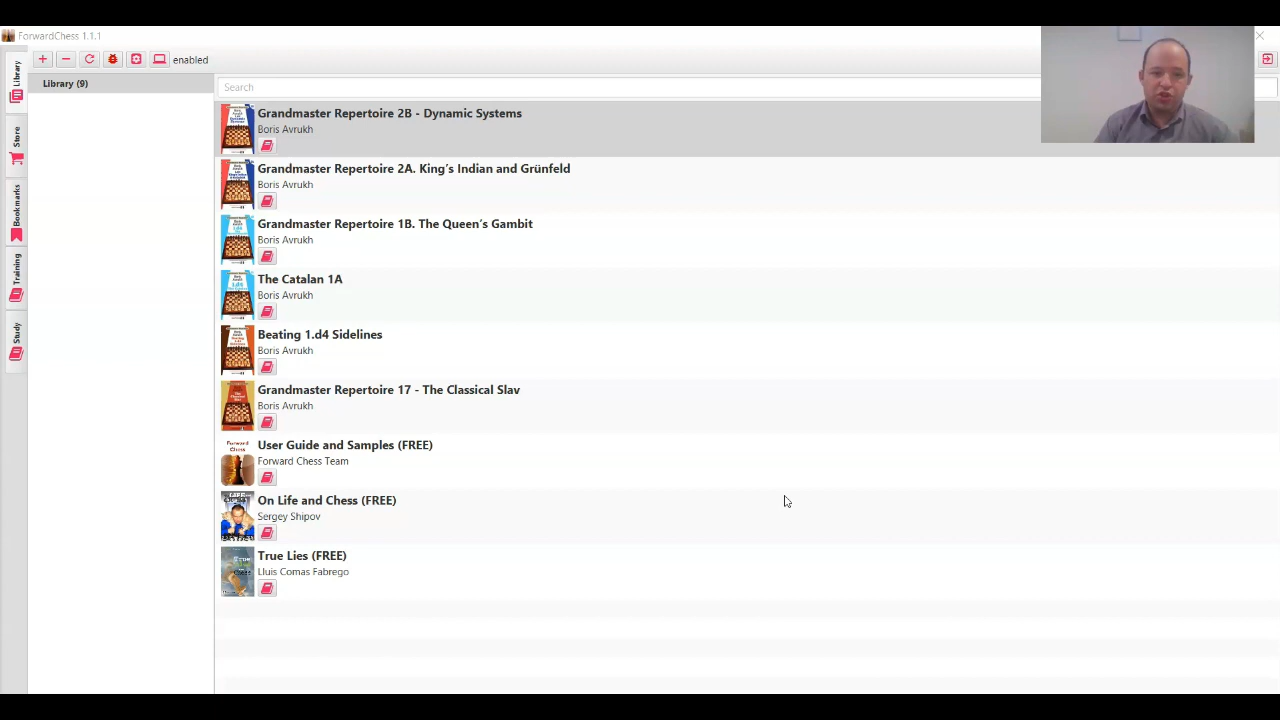 ForwardChess 1.1.1
enabled
Library
Store
Bookmarks
Training
Study
Library (9)
Search
Grandmaster Repertoire 2B - Dynamic Systems
Boris Avrukh
Grandmaster Repertoire 2A. King's Indian and Grünfeld
Boris Avrukh
Grandmaster Repertoire 1B. The Queen's Gambit
Boris Avrukh
The Catalan 1A
Boris Avrukh
Beating 1.d4 Sidelines
Boris Avrukh
Grandmaster Repertoire 17 - The Classical Slav
Boris Avrukh
User Guide and Samples (FREE)
Forward Chess Team
On Life and Chess (FREE)
Sergey Shipov
True Lies (FREE)
Lluis Comas Fabrego